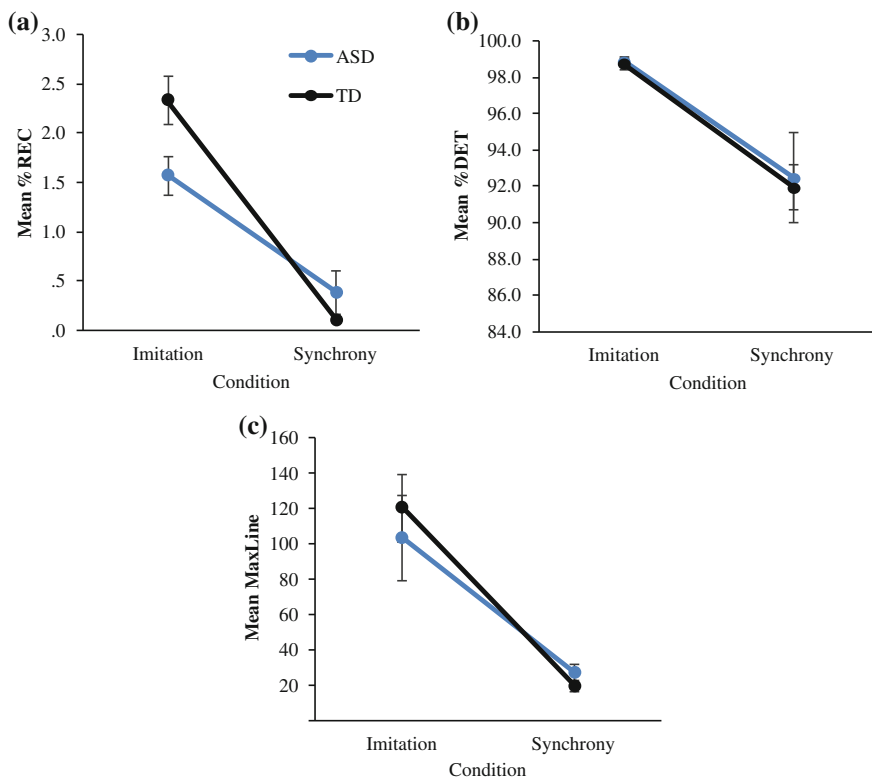 (a)
3.0
2.5
2.0
1.5
1.0
.5
.0
Mean %REC
ASD
TD
Imitation Synchrony
Condition
(b)
100.0
98.0
96.0
94.0
92.0
90.0
88.0
86.0
84.0
Mean %DET
Imitation Synchrony
Condition
(c)
160
140
120
100
80
60
40
20
Mean MaxLine
Imitation Synchrony
Condition